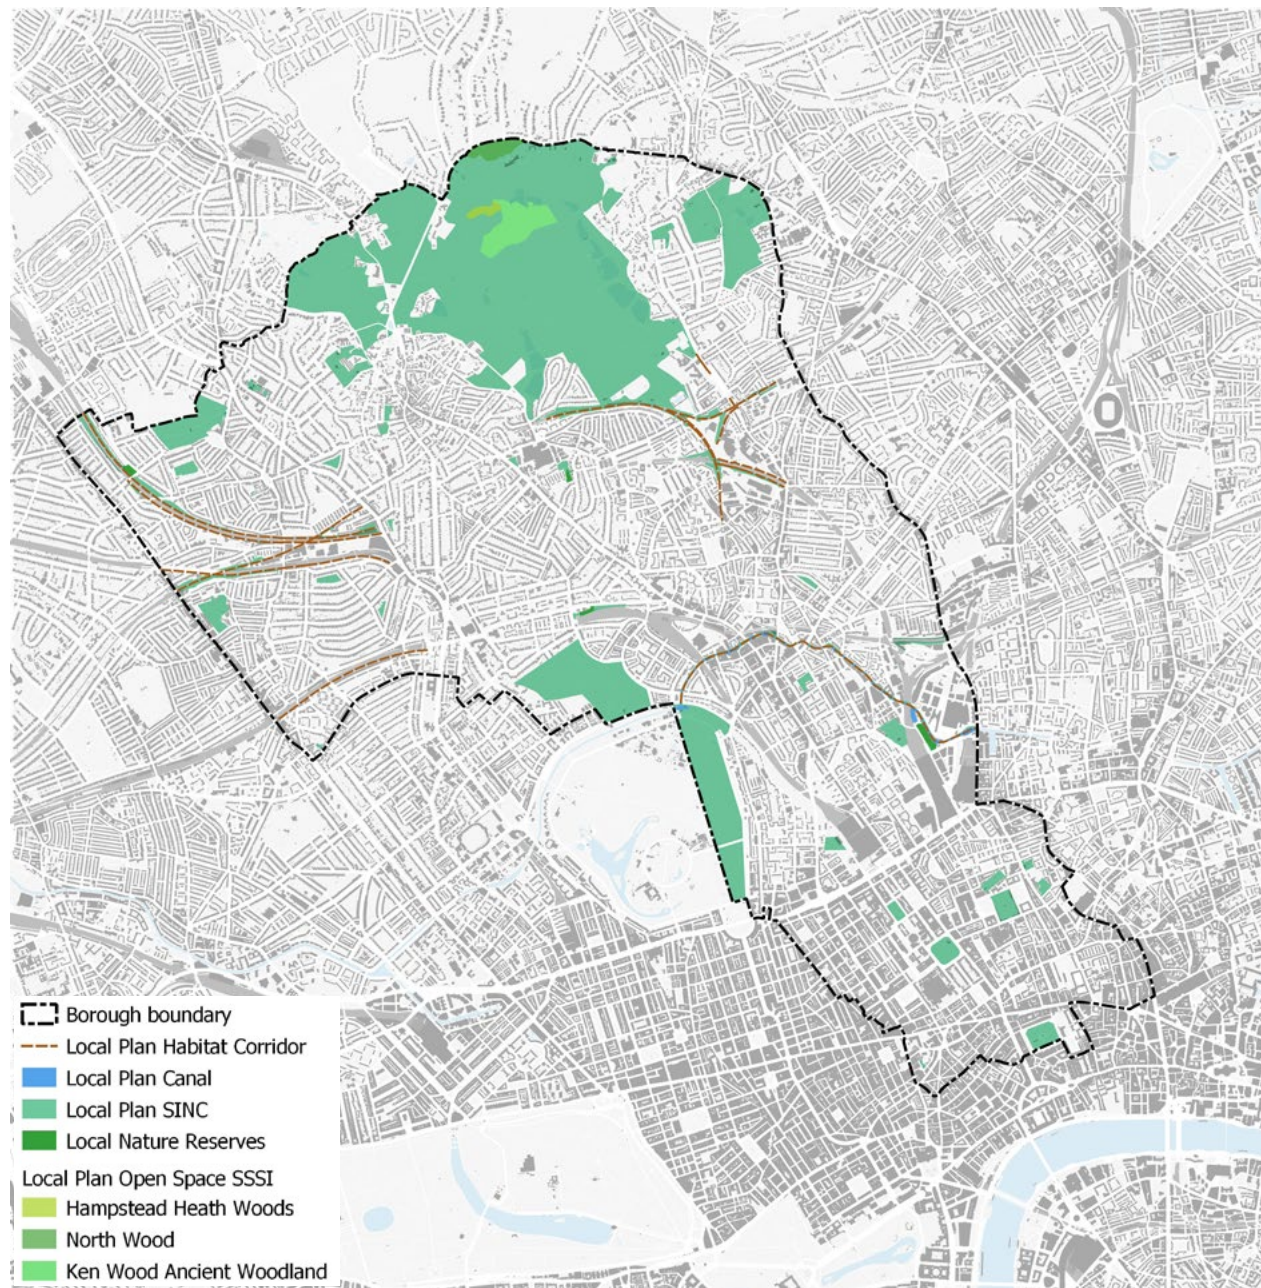 Borough boundary
Local Plan Habitat Corridor
Local Plan Canal
Local Plan SINC
Local Nature Reserves
Local Plan Open Space SSSI
Hampstead Heath Woods
North Wood
Ken Wood Ancient Woodland